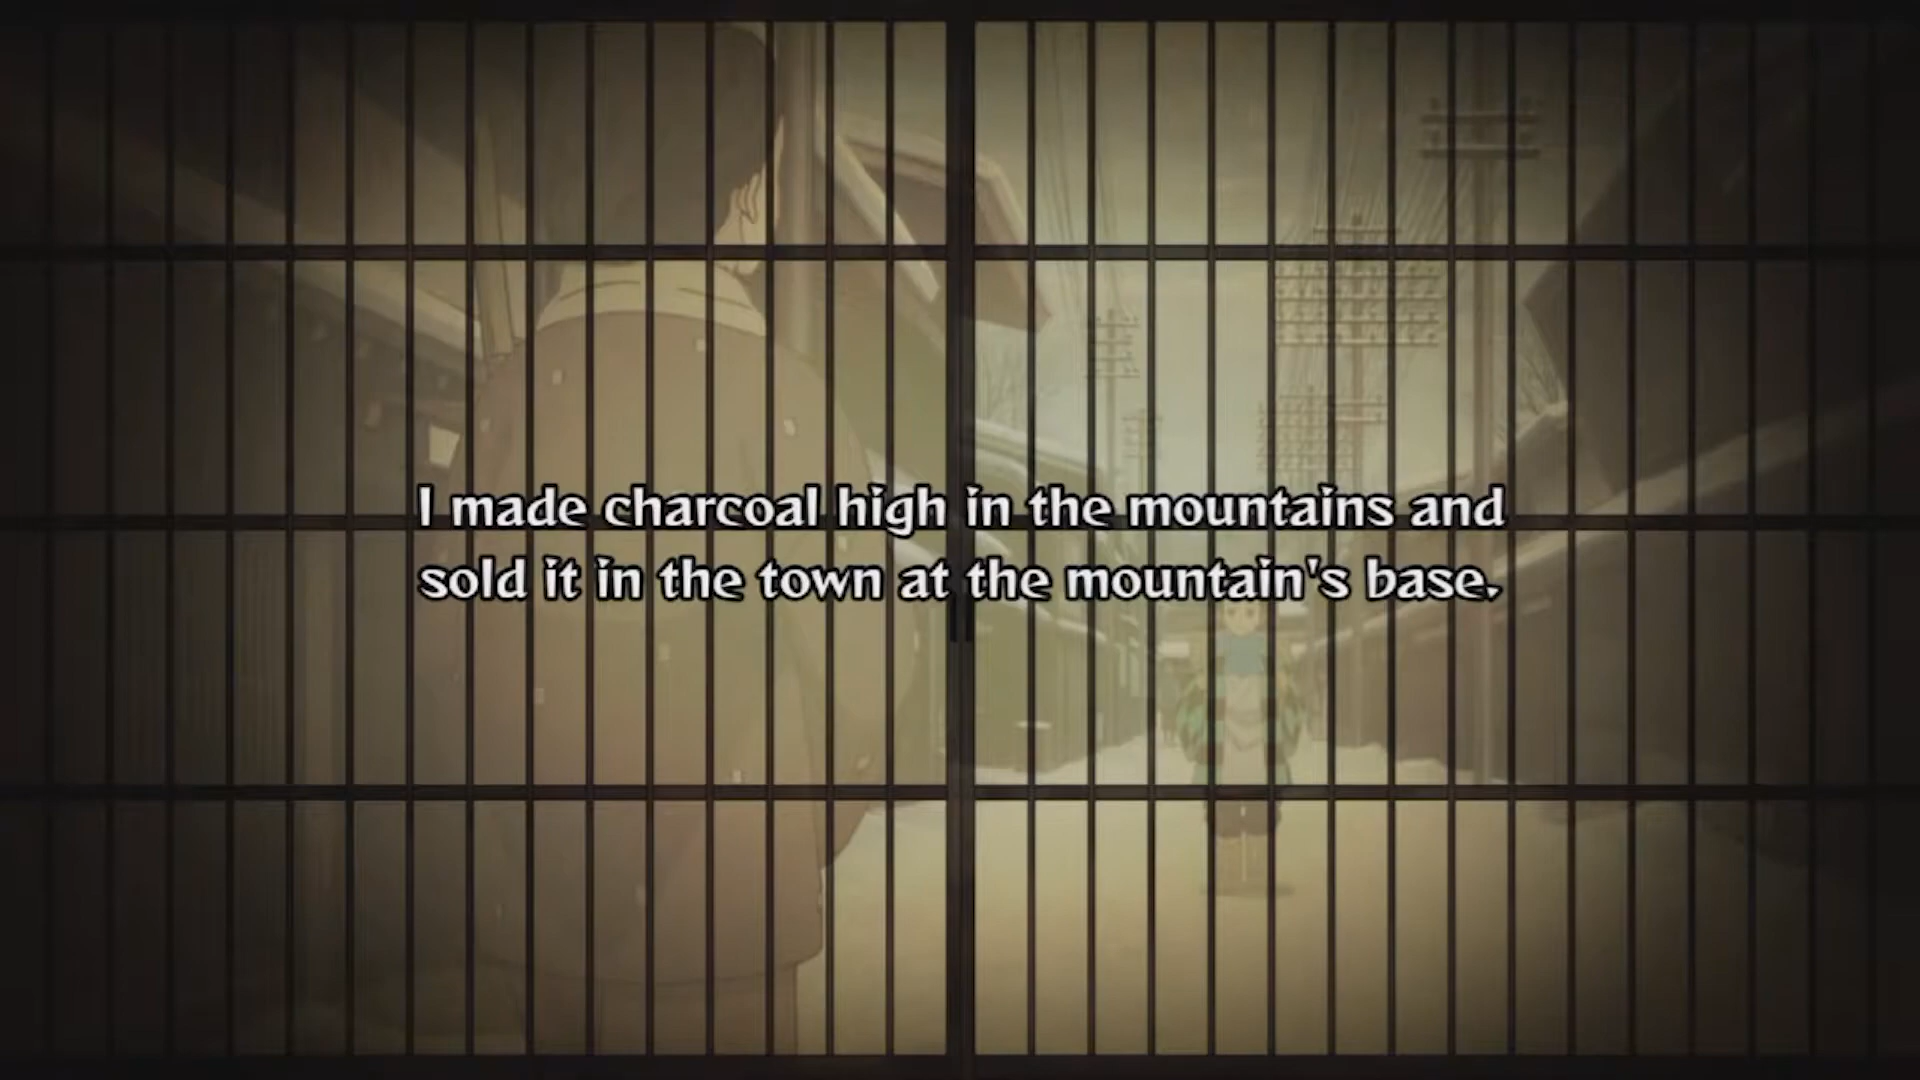 I made charcoal high in the mountains and
sold it in the town at the mountain's base.